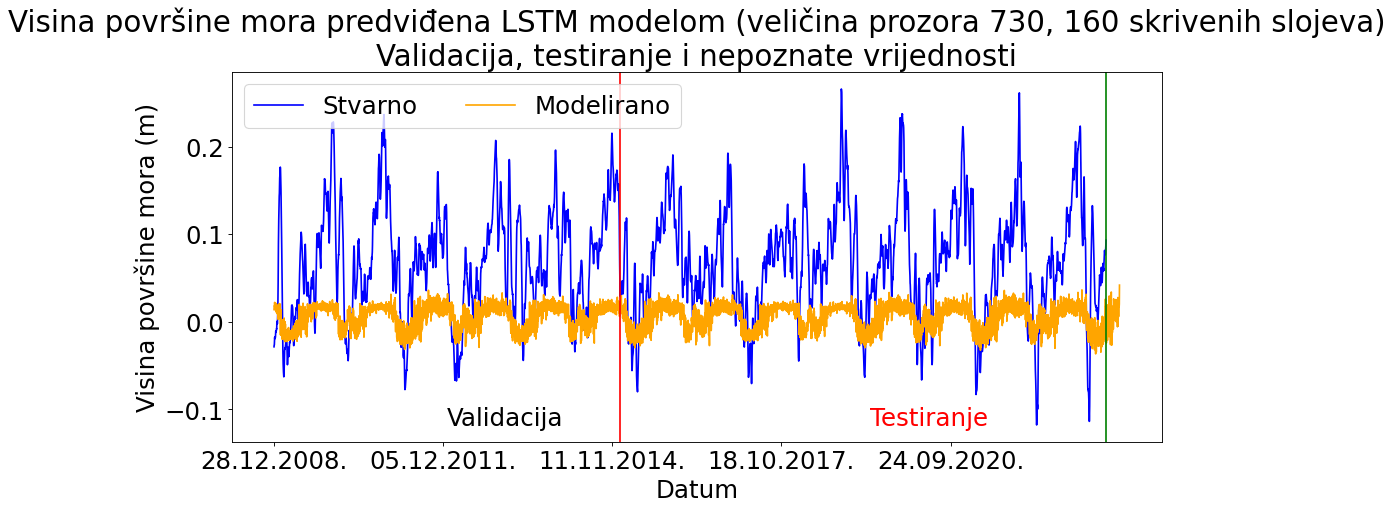 Visina površine mora predviđena LSTM modelom (veličina prozora 730, 160 skrivenih slojeva)
Validacija, testiranje i nepoznate vrijednosti
Stvarno Modelirano
Visina površine mora (m)
0.2
0.1
0.0
−0.1
Validacija Testiranje
28.12.2008. 05.12.2011. 11.11.2014. 18.10.2017. 24.09.2020.
Datum